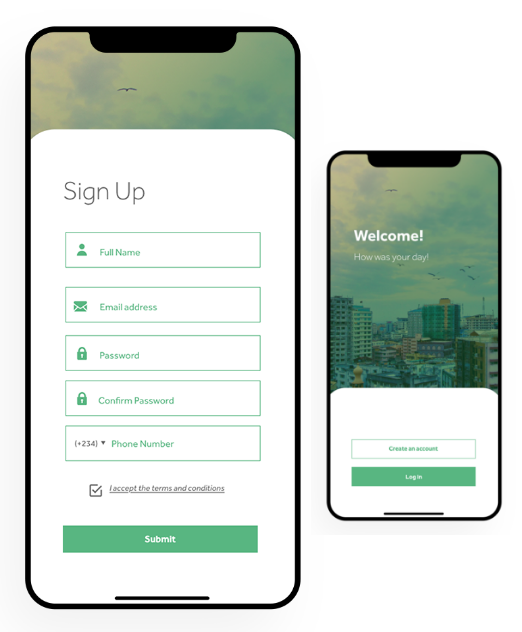 Sign Up
Full Name
Email address
Password
Confirm Password
(+234) Phone Number
I accept the terms and conditions
Submit
Welcome!
How was your day!
Create an account
Log in